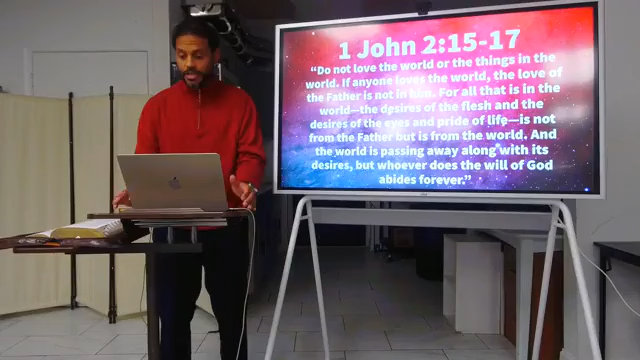 1 John 2:15-17
“Do not love the world or the things in the
world. If anyone loves the world, the love of
the Father is not in him. For all that is in the
world—the desires of the flesh and the
desires of the eyes and pride of life—is not
from the Father but is from the world. And
the world is passing away along with its
desires, but whoever does the will of God
abides forever.”